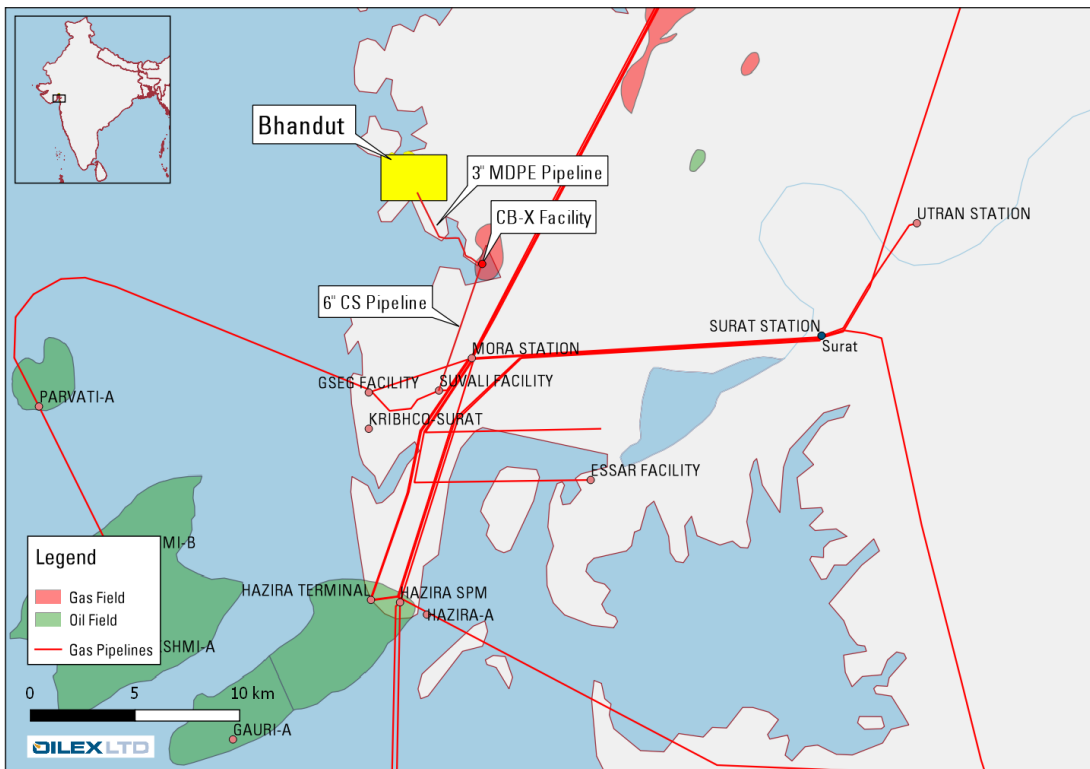 Bhandut
3" MDPE Pipeline
CB-X Facility
UTRAN STATION
6" CS Pipeline
SURAT STATION
Surat
MORA STATION
GSEG FACILITY
SUVALI FACILITY
PARVATI-A
KRIBHCO-SURAT
ESSAR FACILITY
MI-B
Legend
Gas Field
Oil Field
Gas Pipelines
HAZIRA TERMINAL
HAZIRA SPM
HAZIRA-A
SHMI-A
0 5 10 km
GAURI-A
OILEX LTD